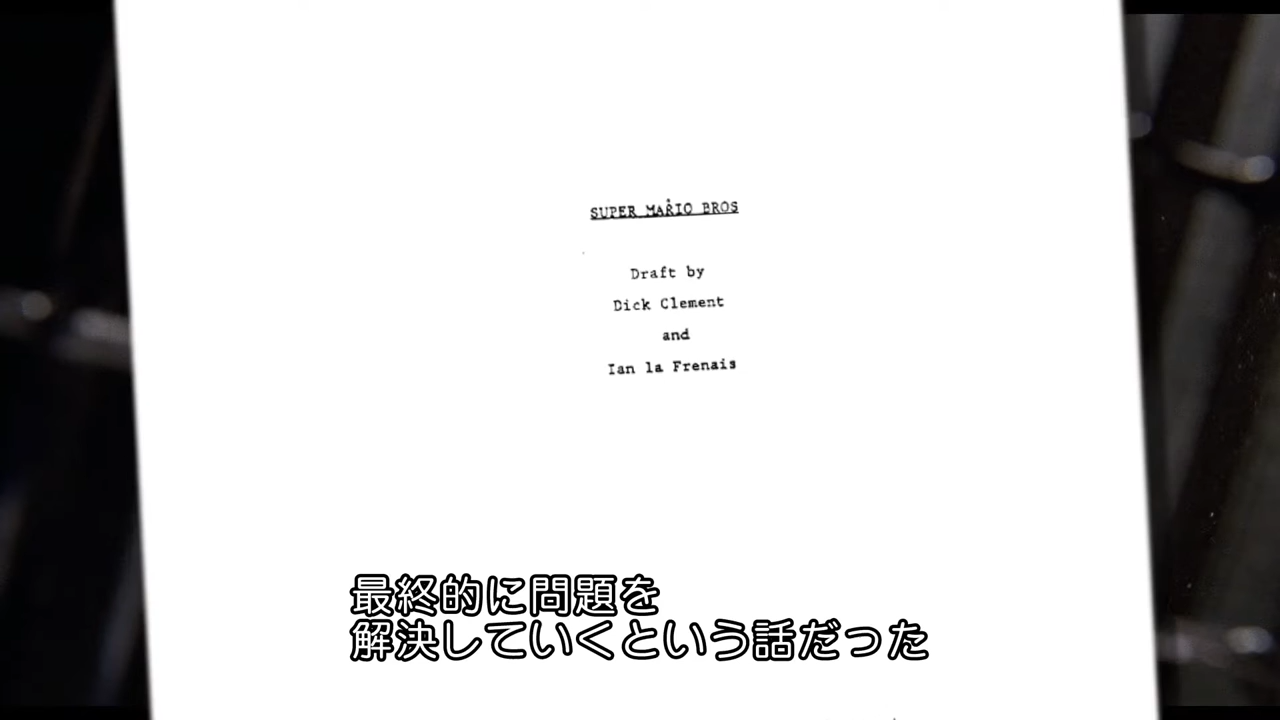 SUPER MARIO BROS
Draft by
Dick Clement
and
Ian la Frenais
最終的に問題を
解決していくという話だった